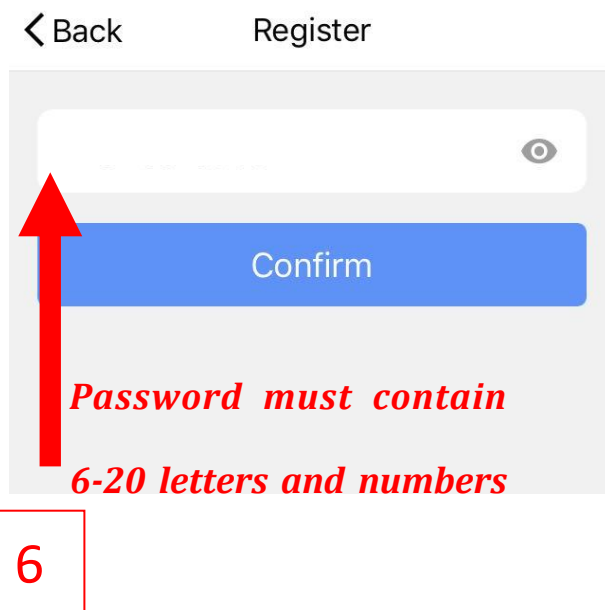 Back Register
Confirm
Password must contain
6-20 letters and numbers
6